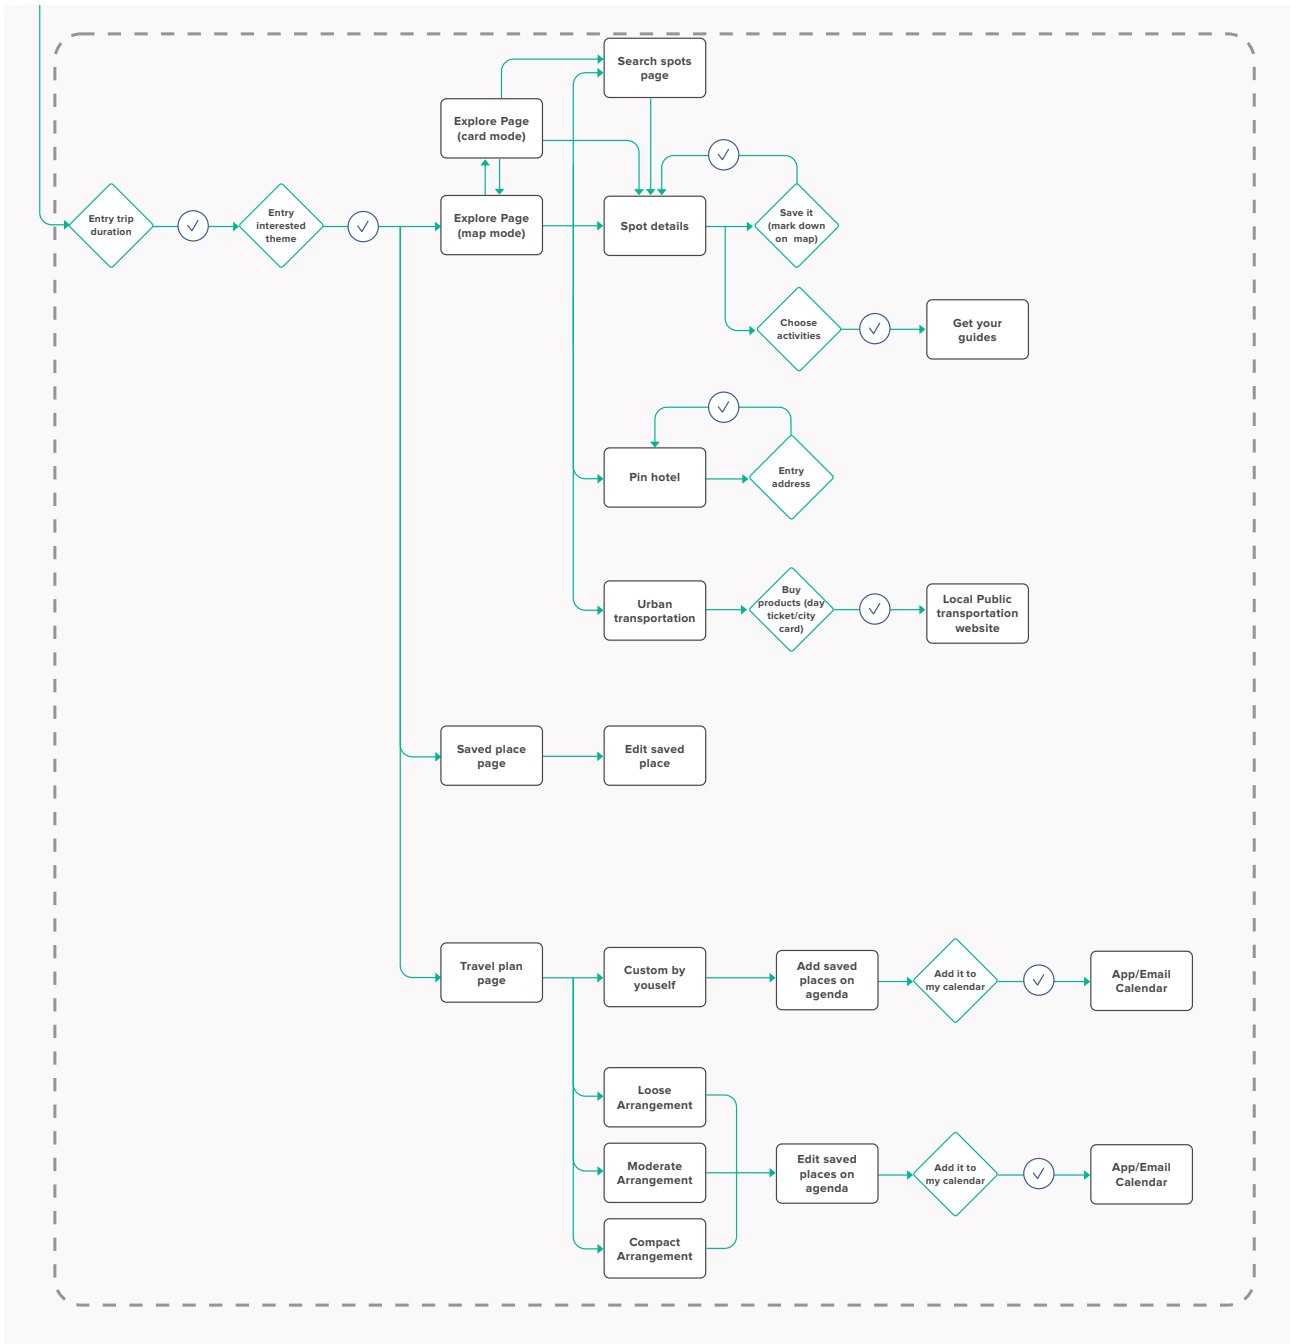 Search spots
page
Explore Page
(card mode)
Entry trip
duration
Entry
interested
theme
Explore Page
(map mode)
Spot details
Save it
(mark down
on map)
Choose
activities
Get your
guides
Pin hotel
Entry
address
Urban
transportation
Buy
products (day
ticket/city
card)
Local Public
transportation
website
Saved place
page
Edit saved
place
Travel plan
page
Custom by
youself
Add saved
places on
agenda
Add it to
my calendar
App/Email
Calendar
Loose
Arrangement
Moderate
Arrangement
Edit saved
places on
agenda
Add it to
my calendar
App/Email
Calendar
Compact
Arrangement